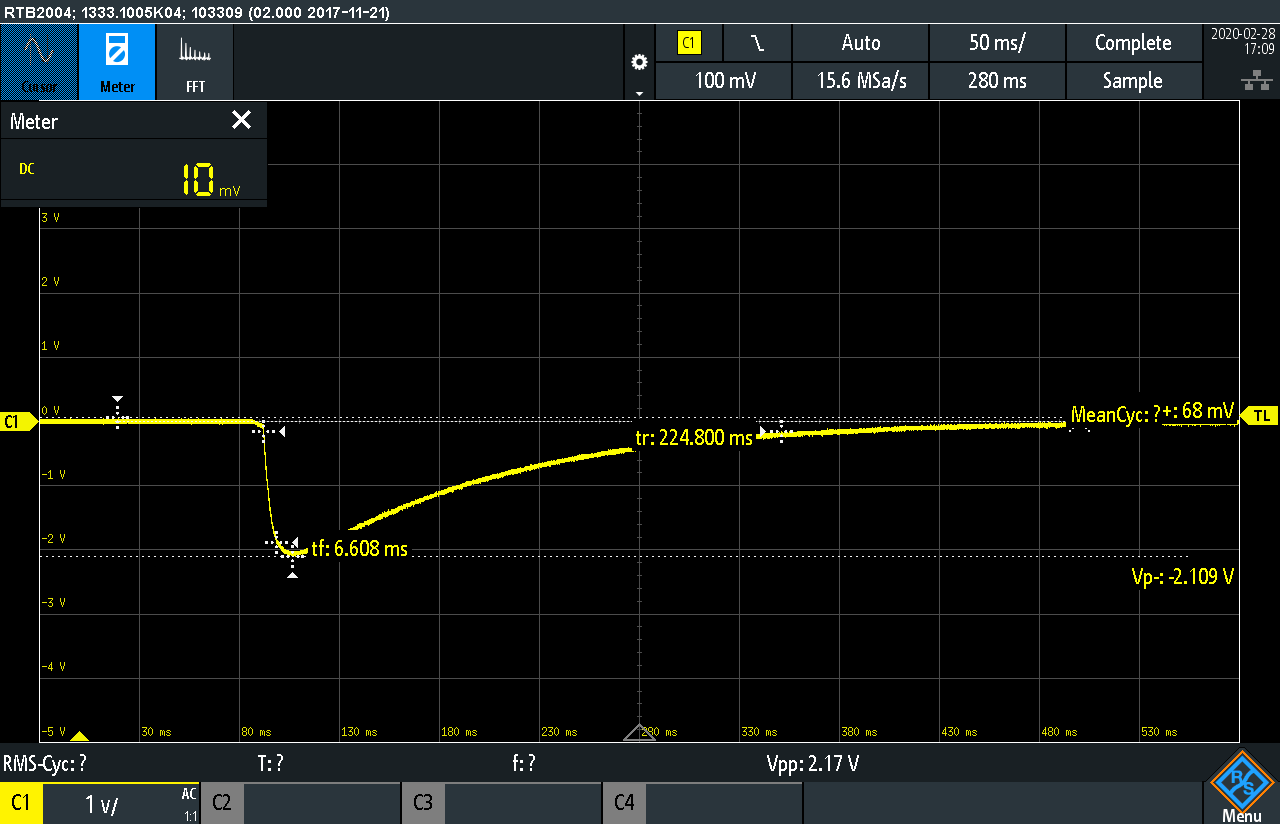 RTB2004; 1333.1005K04; 103309 (02.000 2017-11-21)
Cursor
Meter
FFT
C1
Auto
50 ms/
Complete
2020-02-28
17:09
100 mV
15.6 MSa/s
280 ms
Sample
Meter
DC
10 mV
3 V
2 V
1 V
0 V
C1
MeanCyc: ?+: 68 mV
TL
tr: 224.800 ms
-1 V
-2 V
tf: 6.608 ms
Vp-: -2.109 V
-3 V
-4 V
-5 V
30 ms
80 ms
130 ms
180 ms
230 ms
280 ms
330 ms
380 ms
430 ms
480 ms
530 ms
RMS-Cyc: ?
T: ?
f: ?
Vpp: 2.17 V
C1
1 V/
AC
1:1
C2
C3
C4
R&S
Menu